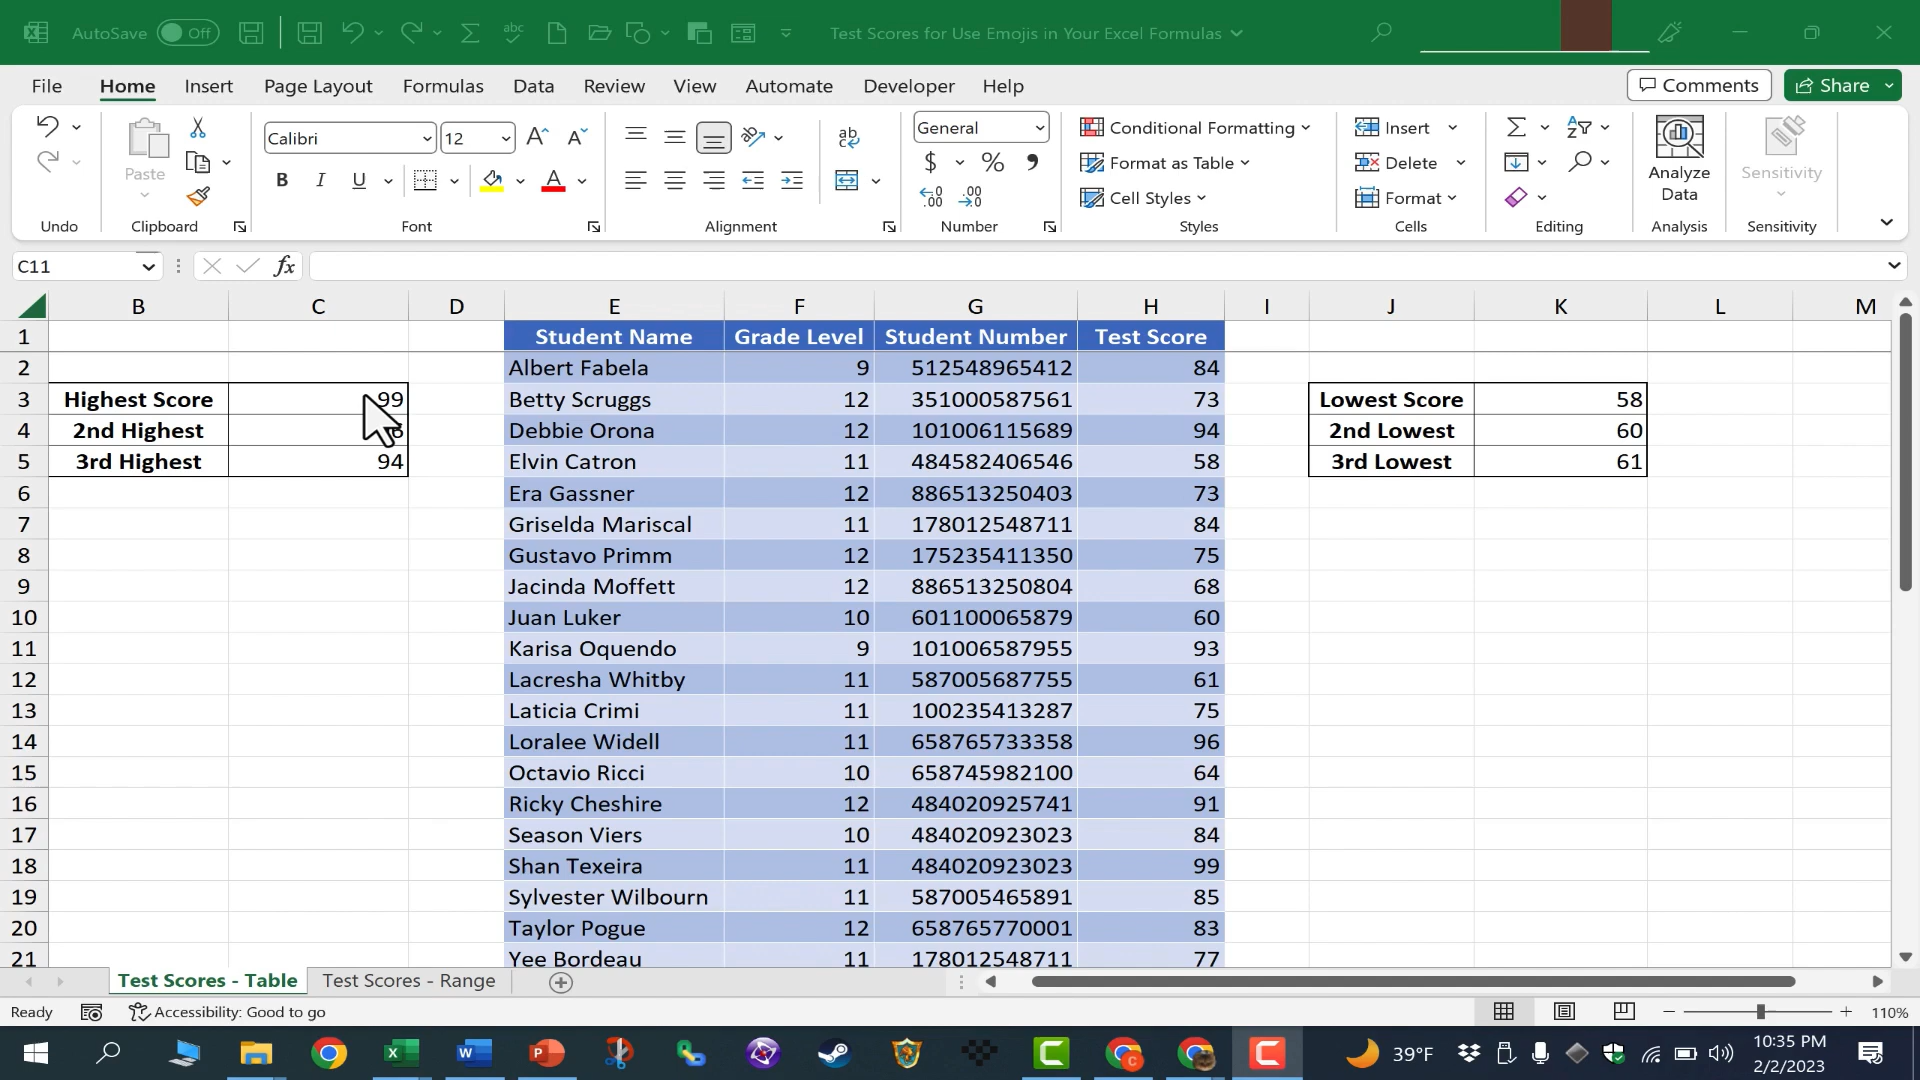 AutoSave Off Test Scores for Use Emojis in Your Excel Formulas
File Home Insert Page Layout Formulas Data Review View Automate Developer Help Comments Share
Paste
Clipboard
Undo
Calibri 12
B I U A
Font
ab
Alignment
General
$ % 9
.00 .00
Number
Conditional Formatting
Format as Table
Cell Styles
Styles
Insert
Delete
Format
Cells
Editing
Analyze
Data
Analysis
Sensitivity
Sensitivity
C11 fx
B C D E F G H I J K L M
1 Student Name Grade Level Student Number Test Score
2 Albert Fabela 9 512548965412 84
3 Highest Score 99 Betty Scruggs 12 351000587561 73 Lowest Score 58
4 2nd Highest Debbie Orona 12 101006115689 94 2nd Lowest 60
5 3rd Highest 94 Elvin Catron 11 484582406546 58 3rd Lowest 61
6 Era Gassner 12 886513250403 73
7 Griselda Mariscal 11 178012548711 84
8 Gustavo Primm 12 175235411350 75
9 Jacinda Moffett 12 886513250804 68
10 Juan Luker 10 601100065879 60
11 Karisa Oquendo 9 101006587955 93
12 Lacresha Whitby 11 587005687755 61
13 Laticia Crimi 11 100235413287 75
14 Loralee Widell 11 658765733358 96
15 Octavio Ricci 10 658745982100 64
16 Ricky Cheshire 12 484020925741 91
17 Season Viers 10 484020923023 84
18 Shan Texeira 11 484020923023 99
19 Sylvester Wilbourn 11 587005465891 85
20 Taylor Pogue 12 658765770001 83
21 Yee Bordeau 11 178012548711 77
Test Scores - Table Test Scores - Range
Ready Accessibility: Good to go 110%
39°F 10:35 PM
2/2/2023